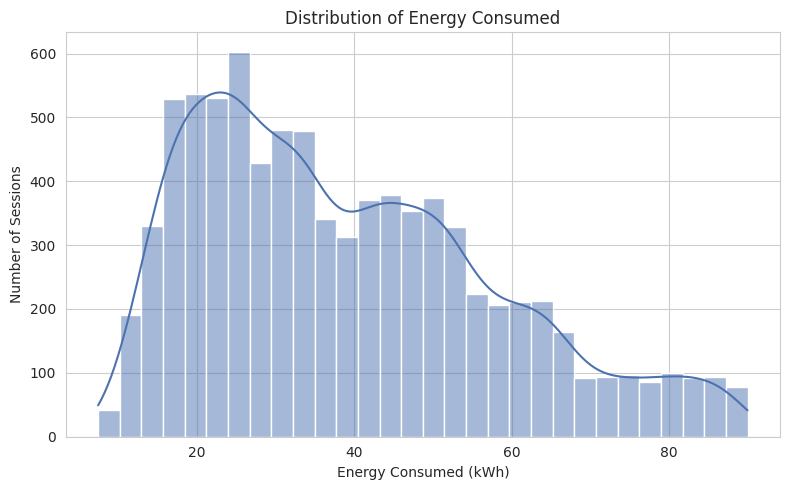 Distribution of Energy Consumed
Number of Sessions
600
500
400
300
200
100
0
20 40 60 80
Energy Consumed (kWh)